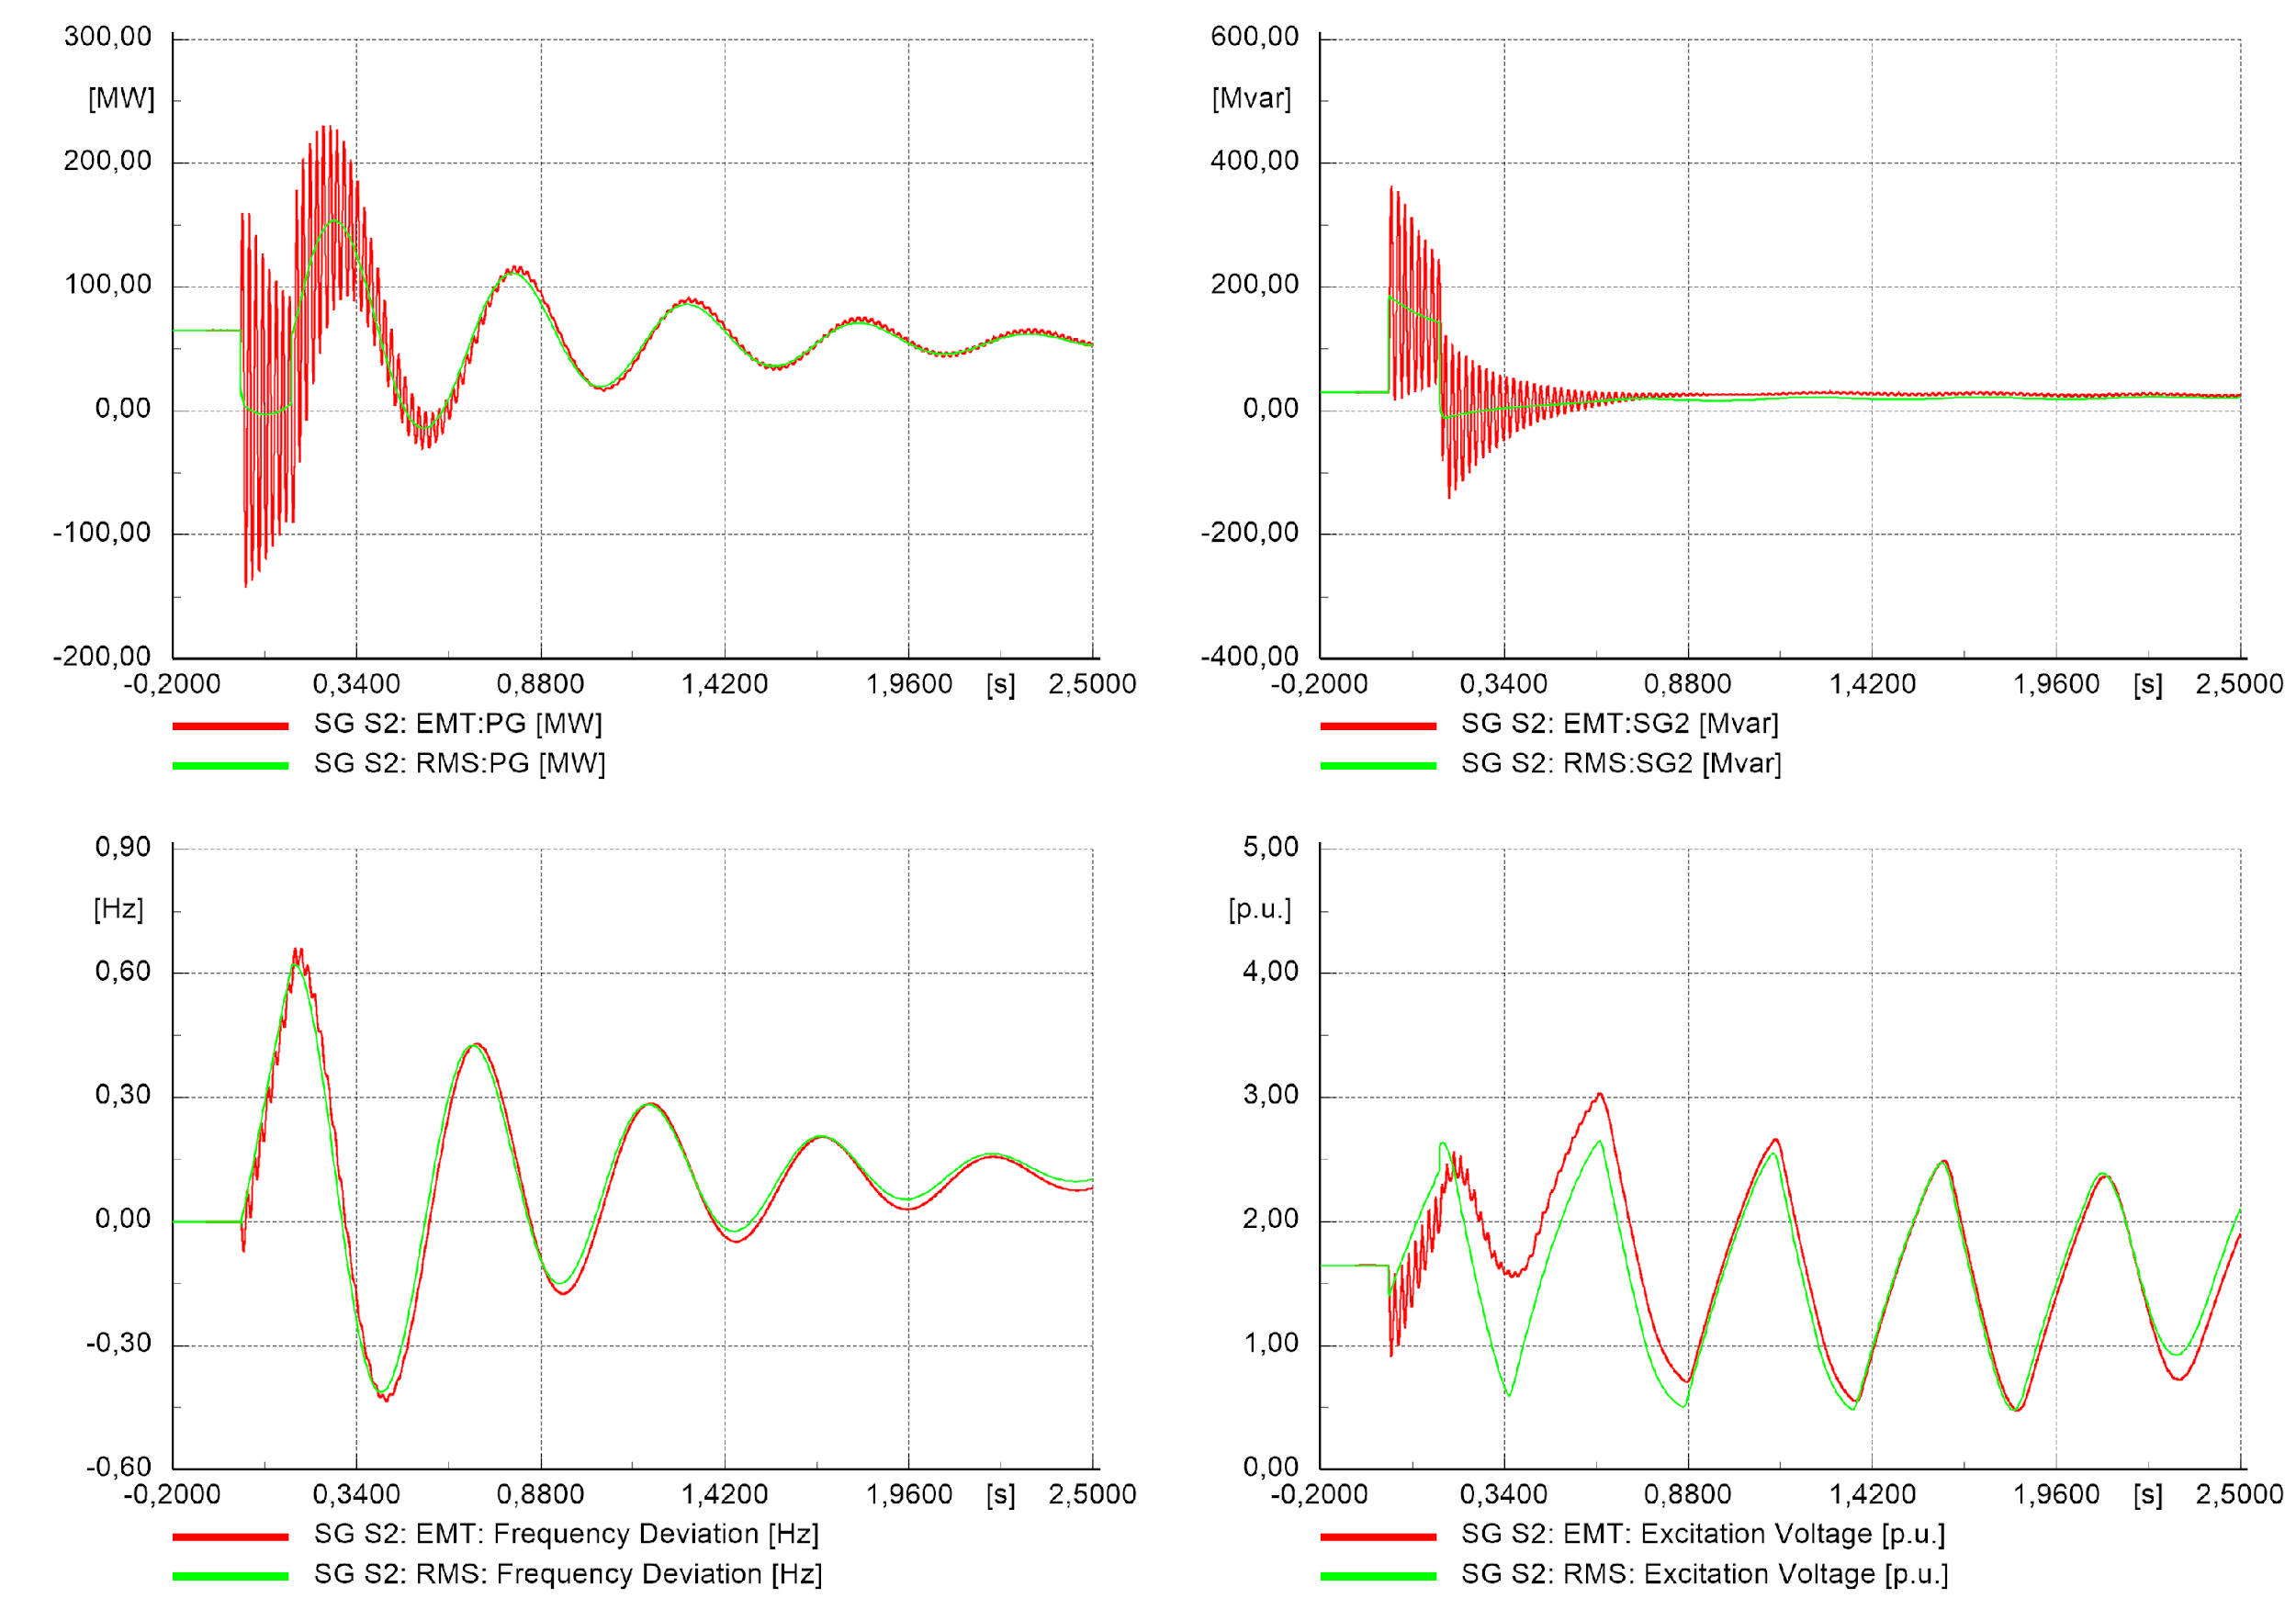 300,00
[MW]
200,00
100,00
0,00
-100,00
-200,00
-0,2000 0,3400 0,8800 1,4200 1,9600 [s] 2,5000
SG S2: EMT:PG [MW]
SG S2: RMS:PG [MW]
600,00
[Mvar]
400,00
200,00
0,00
-200,00
-400,00
-0,2000 0,3400 0,8800 1,4200 1,9600 [s] 2,5000
SG S2: EMT:SG2 [Mvar]
SG S2: RMS:SG2 [Mvar]
0,90
[Hz]
0,60
0,30
0,00
-0,30
-0,60
-0,2000 0,3400 0,8800 1,4200 1,9600 [s] 2,5000
SG S2: EMT: Frequency Deviation [Hz]
SG S2: RMS: Frequency Deviation [Hz]
5,00
[p.u.]
4,00
3,00
2,00
1,00
0,00
-0,2000 0,3400 0,8800 1,4200 1,9600 [s] 2,5000
SG S2: EMT: Excitation Voltage [p.u.]
SG S2: RMS: Excitation Voltage [p.u.]